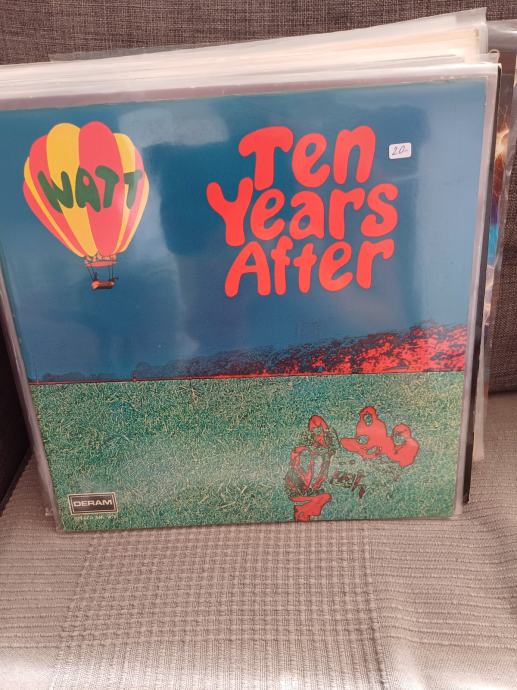 WATT
Ten
Years
After
20.-
DERAM